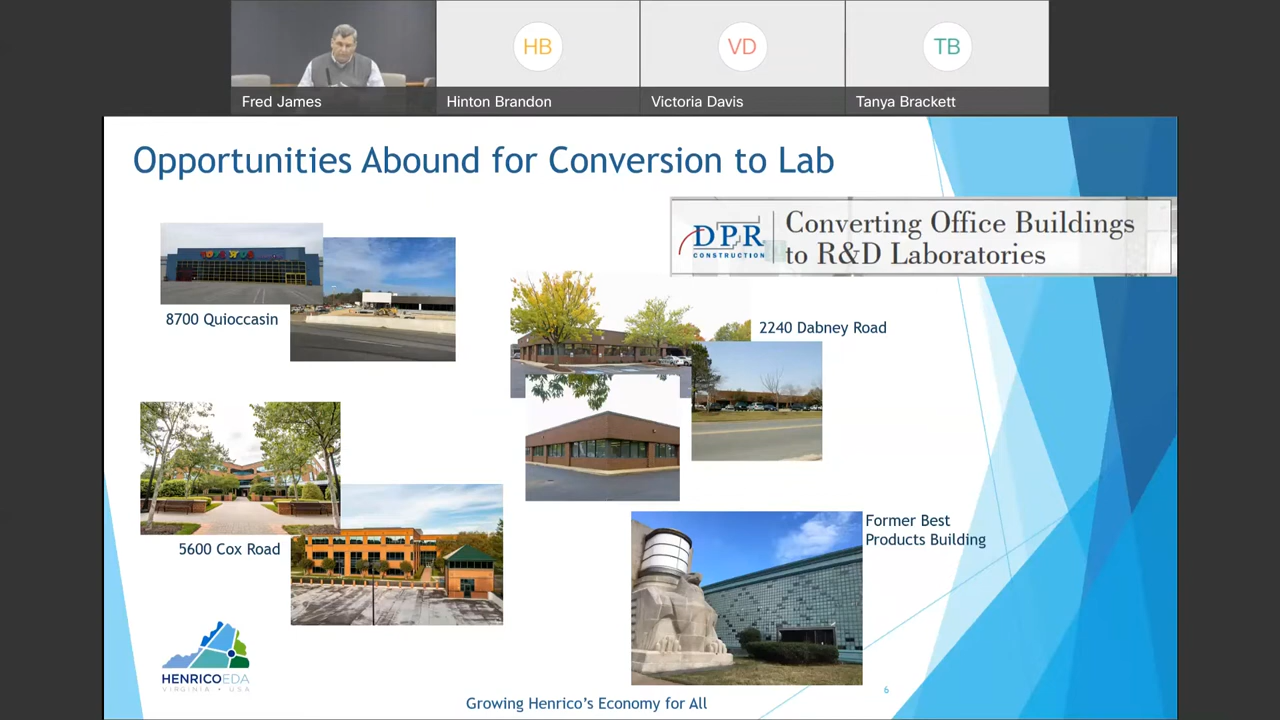 HB
VD
TB
Fred James
Hinton Brandon
Victoria Davis
Tanya Brackett
Opportunities Abound for Conversion to Lab
DPR
CONSTRUCTION
Converting Office Buildings
to R&D Laboratories
8700 Quioccasin
2240 Dabney Road
5600 Cox Road
Former Best
Products Building
HENRICOEDA
VIRGINIA • USA
Growing Henrico's Economy for All
6